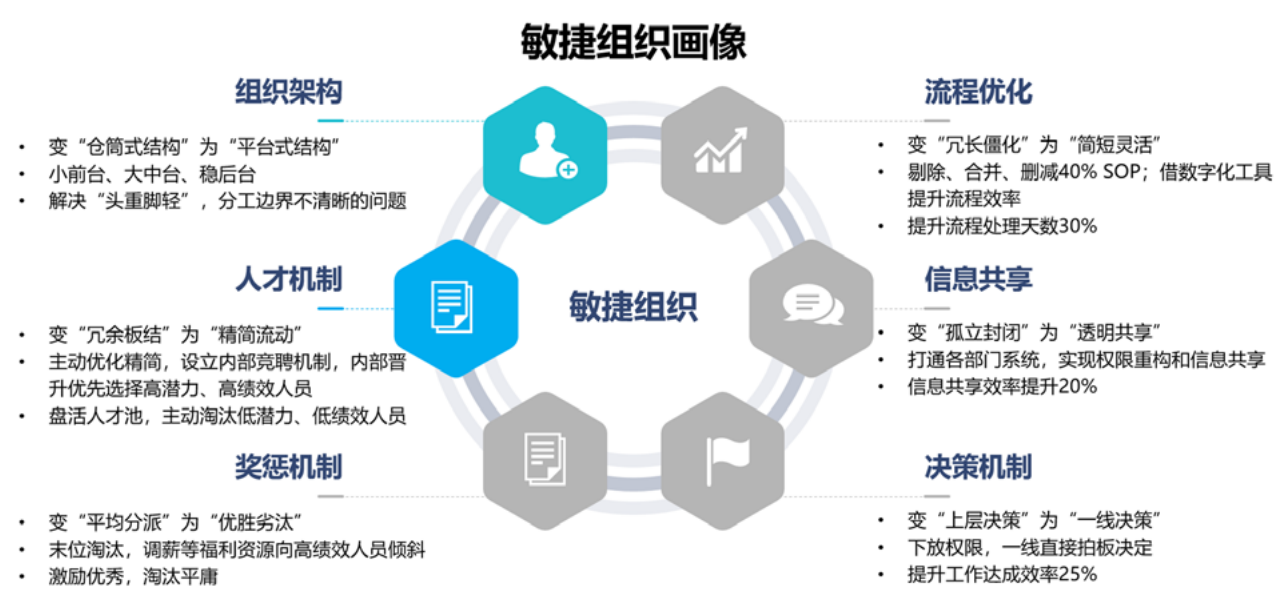 敏捷组织画像
组织架构
• 变“仓筒式结构”为“平台式结构”
• 小前台、大中台、稳后台
• 解决“头重脚轻”，分工边界不清晰的问题
人才机制
• 变“冗余板结”为“精简流动”
• 主动优化精简，设立内部竞聘机制，内部晋
升优先选择高潜力、高绩效人员
• 盘活人才池，主动淘汰低潜力、低绩效人员
奖惩机制
• 变“平均分派”为“优胜劣汰”
• 末位淘汰，调薪等福利资源向高绩效人员倾斜
• 激励优秀，淘汰平庸
敏捷组织
流程优化
• 变“冗长僵化”为“简短灵活”
• 剔除、合并、删减40% SOP；借数字化工具
提升流程效率
• 提升流程处理天数30%
信息共享
• 变“孤立封闭”为“透明共享”
• 打通各部门系统，实现权限重构和信息共享
• 信息共享效率提升20%
决策机制
• 变“上层决策”为“一线决策”
• 下放权限，一线直接拍板决定
• 提升工作达成效率25%